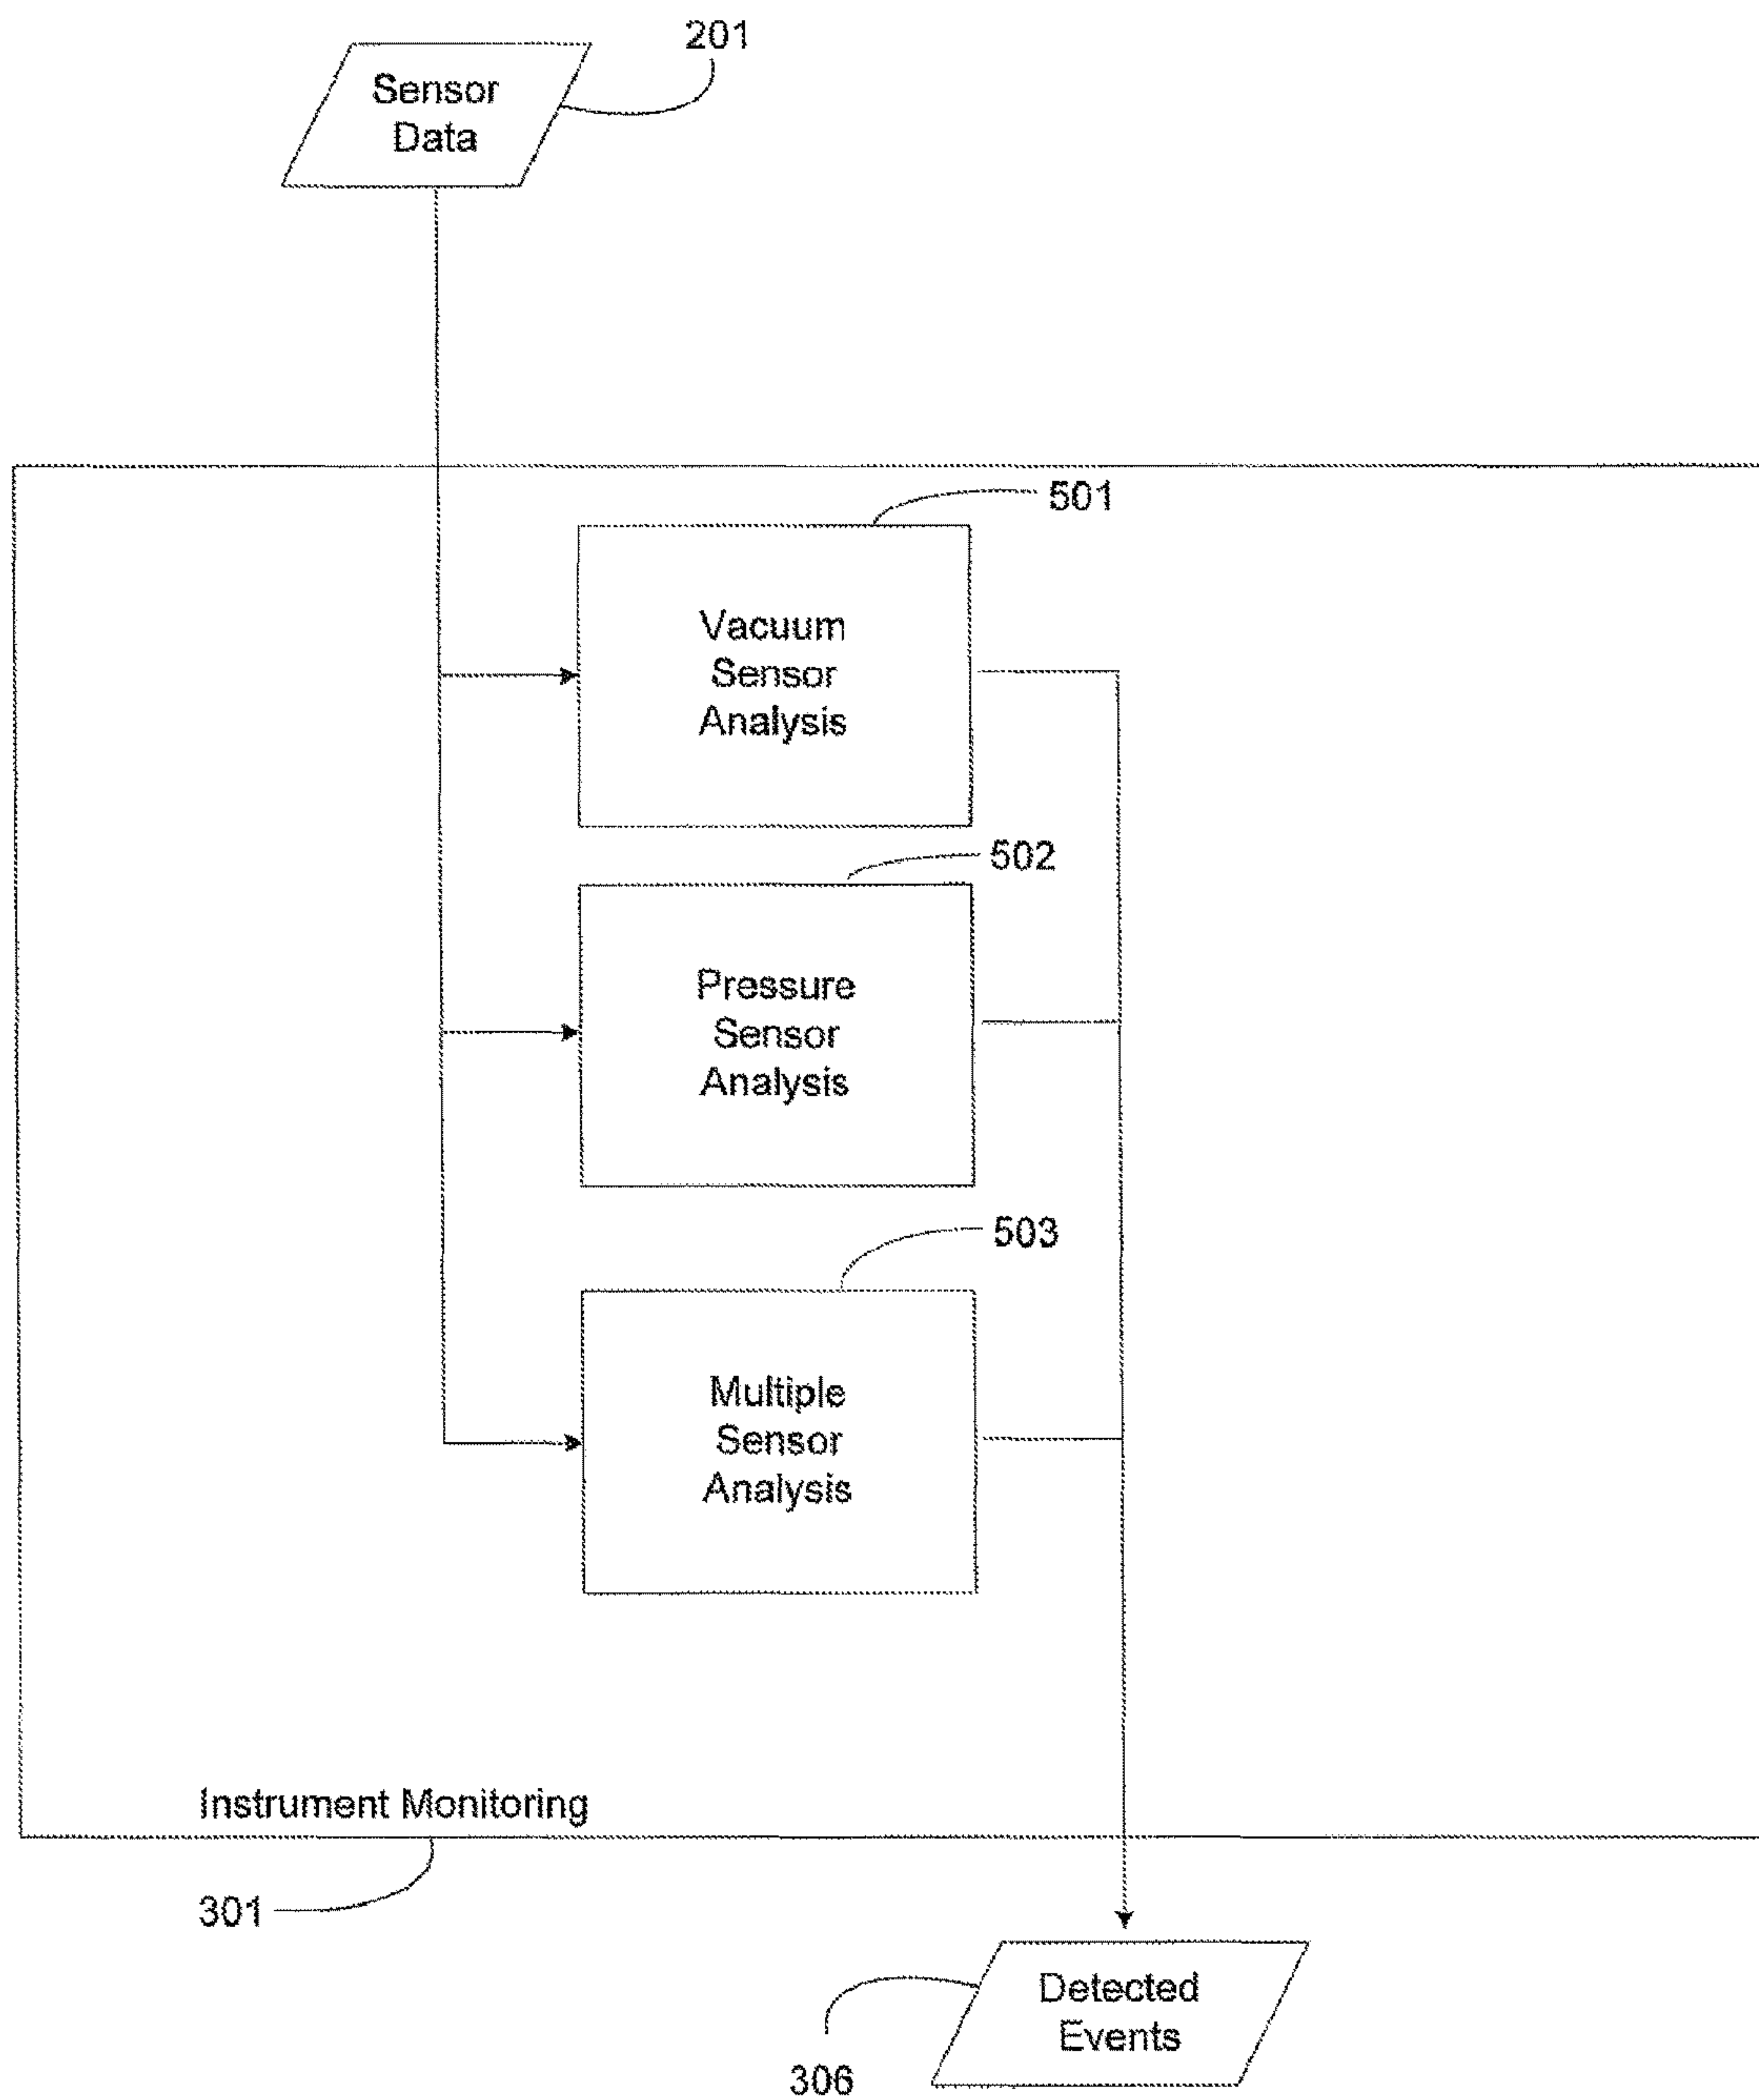 201
Sensor
Data
501
Vacuum
Sensor
Analysis
502
Pressure
Sensor
Analysis
503
Multiple
Sensor
Analysis
Instrument Monitoring
301
Detected
Events
306